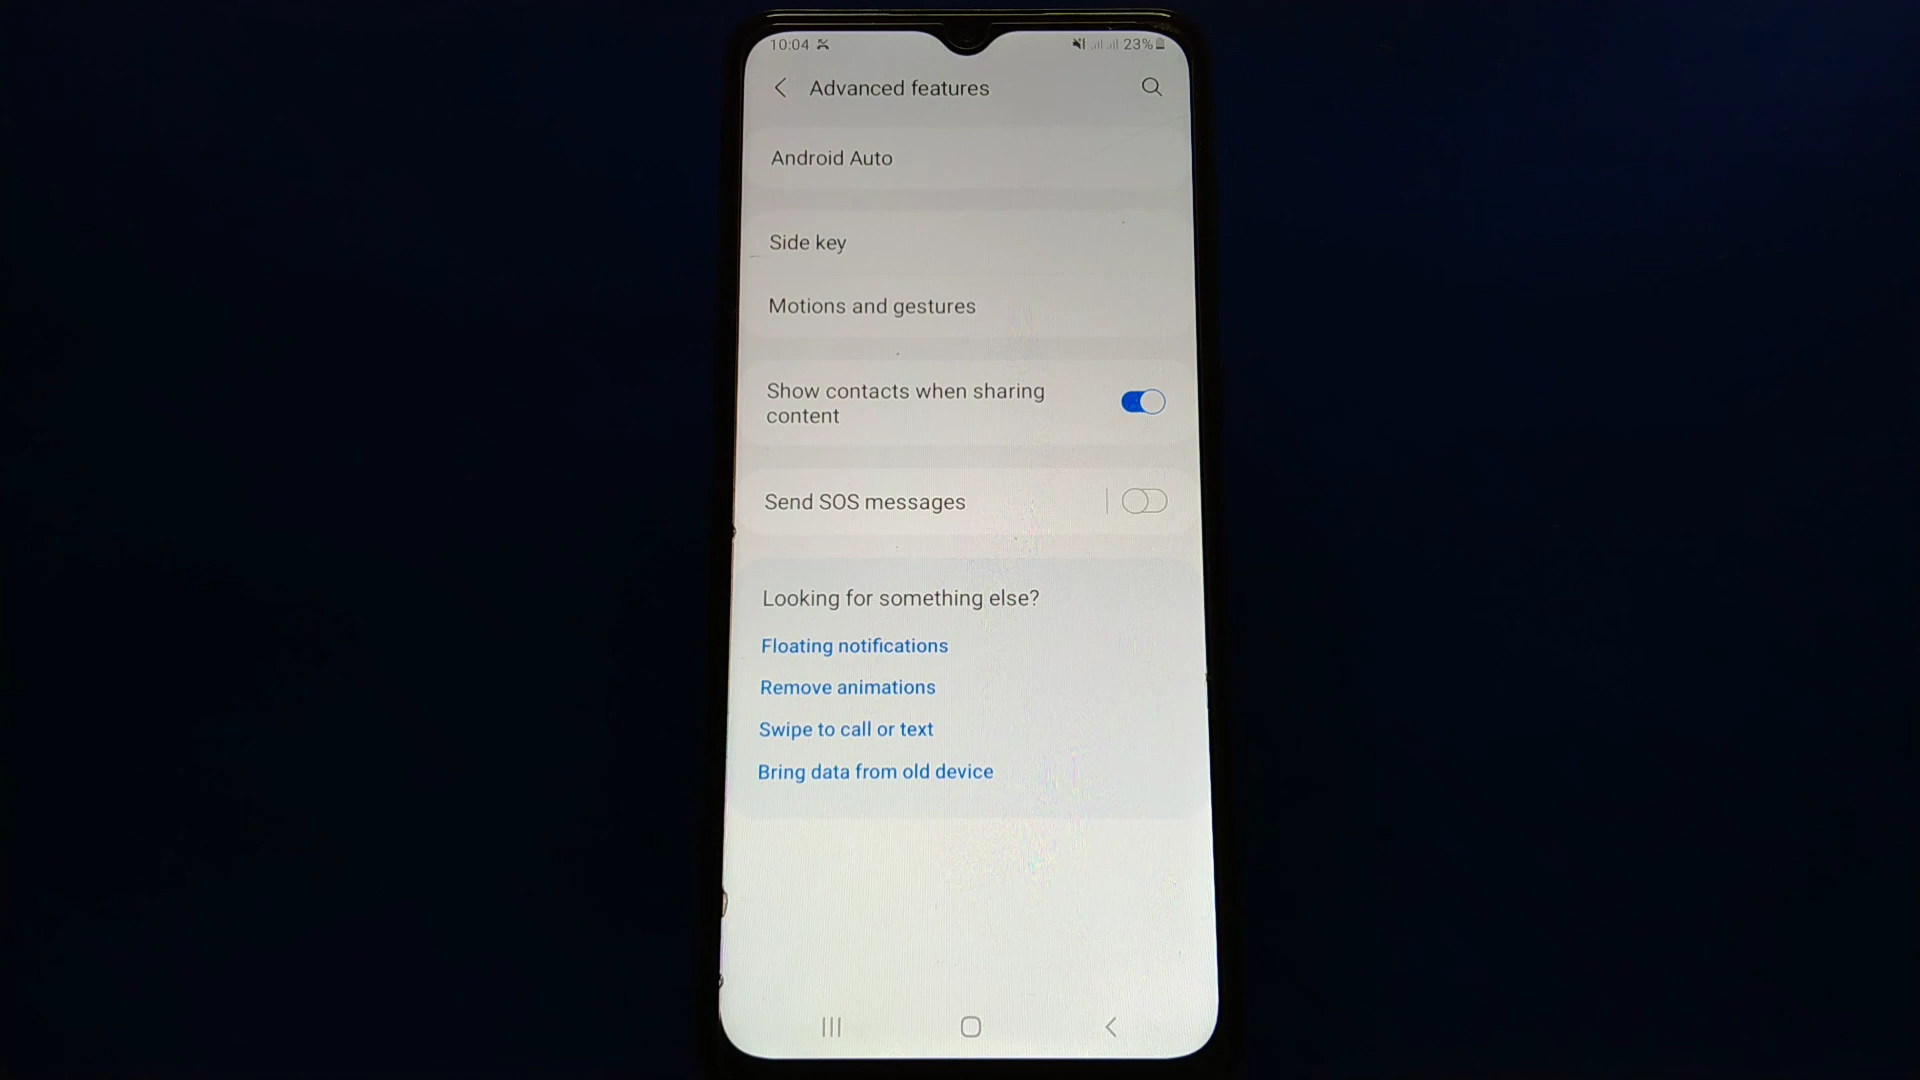 10:04 23%
Advanced features
Android Auto
Side key
Motions and gestures
Show contacts when sharing
content
Send SOS messages
Looking for something else?
Floating notifications
Remove animations
Swipe to call or text
Bring data from old device